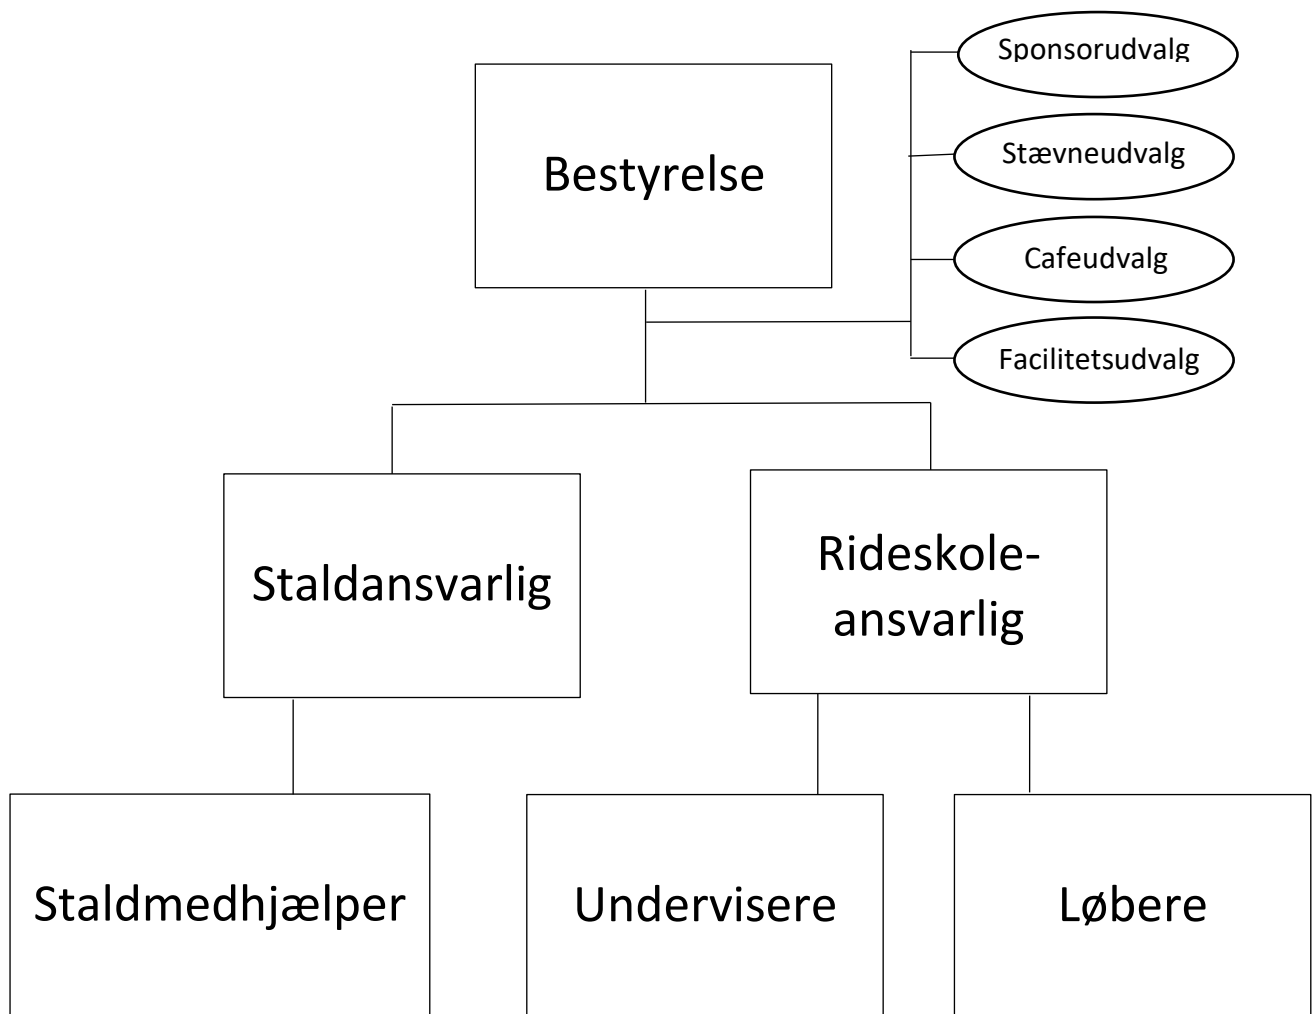 Sponsorudvalg
Bestyrelse
Stævneudvalg
Cafeudvalg
Facilitetsudvalg
Staldansvarlig
Rideskole-
ansvarlig
Staldmedhjælper
Undervisere
Løbere